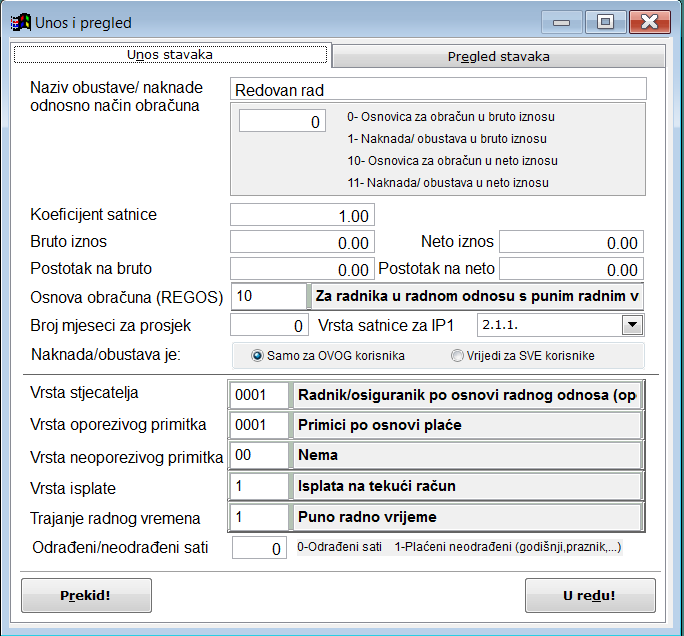 Unos i pregled
Unos stavaka
Pregled stavaka
Naziv obustave/ naknade
odnosno način obračuna
Redovan rad
0
0- Osnovica za obračun u bruto iznosu
1- Naknada/ obustava u bruto iznosu
10- Osnovica za obračun u neto iznosu
11- Naknada/ obustava u neto iznosu
Koeficijent satnice 1.00
Bruto iznos 0.00 Neto iznos 0.00
Postotak na bruto 0.00 Postotak na neto 0.00
Osnova obračuna (REGOS) 10 Za radnika u radnom odnosu s punim radnim v
Broj mjeseci za prosjek 0 Vrsta satnice za IP1 2.1.1.
Naknada/obustava je: Samo za OVOG korisnika Vrijedi za SVE korisnike
Vrsta stjecatelja 0001 Radnik/osiguranik po osnovi radnog odnosa (op
Vrsta oporezivog primitka 0001 Primici po osnovi plaće
Vrsta neoporezivog primitka 00 Nema
Vrsta isplate 1 Isplata na tekući račun
Trajanje radnog vremena 1 Puno radno vrijeme
Odrađeni/neodrađeni sati 0 0-Odrađeni sati 1-Plaćeni neodrađeni (godišnji,praznik,...)
Prekid! U redu!